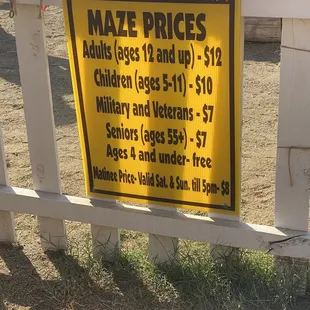 MAZE PRICES
Adults (ages 12 and up) - $12
Children (ages 5-11) - $10
Military and Veterans - $7
Seniors (ages 55+) - $7
Ages 4 and under- free
Matinee Price- Valid Sat. & Sun. till 5pm- $8